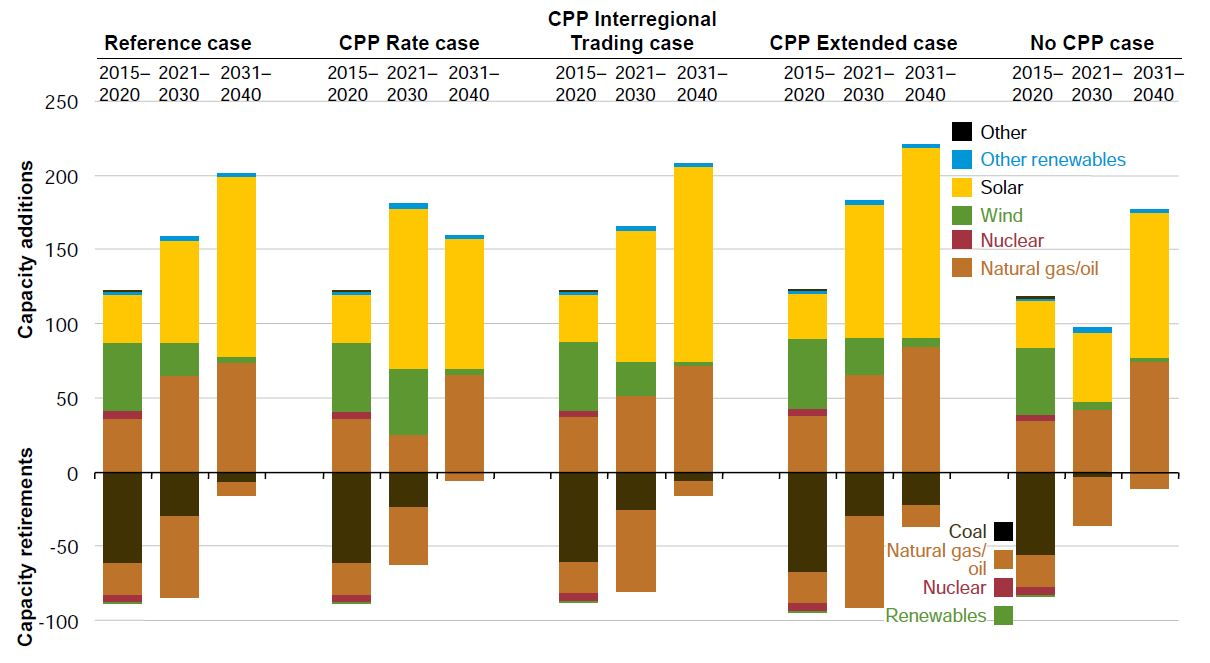 CPP Interregional
Reference case CPP Rate case Trading case CPP Extended case No CPP case
2015– 2021– 2031– 2015– 2021– 2031– 2015– 2021– 2031– 2015– 2021– 2031– 2015– 2021– 2031–
2020 2030 2040 2020 2030 2040 2020 2030 2040 2020 2030 2040 2020 2030 2040
250
200
150
100
50
0
-50
-100
Capacity additions
Capacity retirements
Other
Other renewables
Solar
Wind
Nuclear
Natural gas/oil
Coal
Natural gas/
oil
Nuclear
Renewables